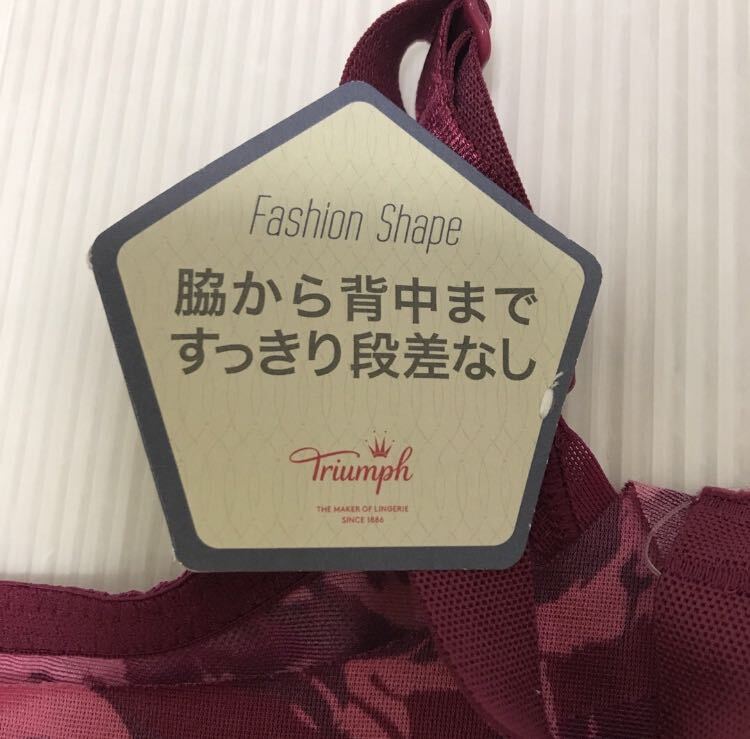 Fashion Shape
脇から背中まで
すっきり段差なし
Triumph
THE MAKER OF LINGERIE
SINCE 1886